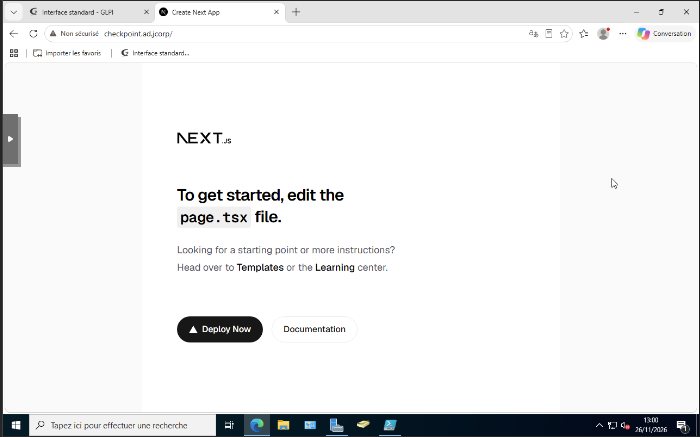 Interface standard - GLPI
Create Next App
Non sécurisé
checkpoint.ad.jcorp/
Conversation
Importer les favoris
Interface standard...
NEXT.JS
To get started, edit the
page.tsx file.
Looking for a starting point or more instructions?
Head over to Templates or the Learning center.
Deploy Now
Documentation
Tapez ici pour effectuer une recherche
13:00
26/11/2026
1